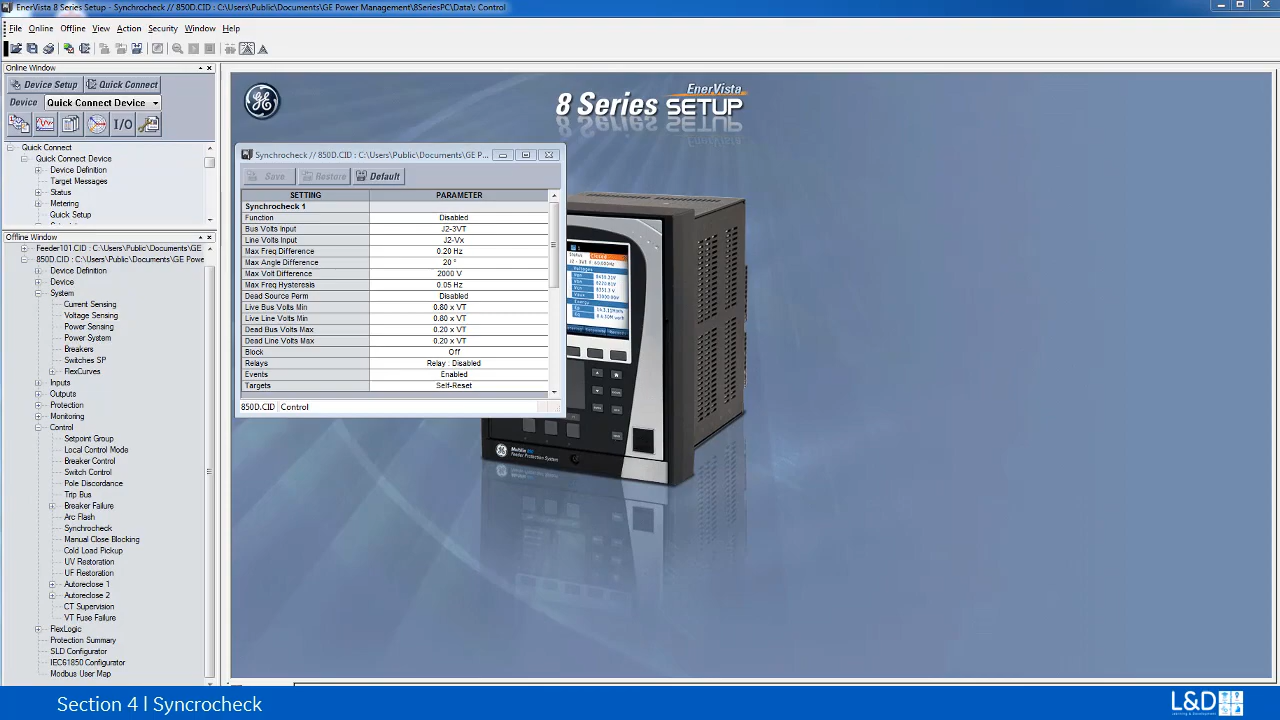 EnerVista 8 Series Setup - Synchrocheck // 850D.CID : C:\Users\Public\Documents\GE Power Management\8SeriesPC\Data\: Control
File Online Offline View Action Security Window Help
Online Window
Device Setup Quick Connect
Device Quick Connect Device
I/O
Quick Connect
Quick Connect Device
Device Definition
Target Messages
Status
Metering
Quick Setup
Offline Window
Feeder101.CID : C:\Users\Public\Documents\GE
850D.CID : C:\Users\Public\Documents\GE Powe
Device Definition
Device
System
Current Sensing
Voltage Sensing
Power Sensing
Power System
Breakers
Switches SP
FlexCurves
Inputs
Outputs
Protection
Monitoring
Control
Setpoint Group
Local Control Mode
Breaker Control
Switch Control
Pole Discordance
Trip Bus
Breaker Failure
Arc Flash
Synchrocheck
Manual Close Blocking
Cold Load Pickup
UV Restoration
UF Restoration
Autoreclose 1
Autoreclose 2
CT Supervision
VT Fuse Failure
FlexLogic
Protection Summary
SLD Configurator
IEC61850 Configurator
Modbus User Map
EnerVista
8 Series SETUP
Synchrocheck // 850D.CID : C:\Users\Public\Documents\GE P...
Save Restore Default
SETTING PARAMETER
Synchrocheck 1
Function Disabled
Bus Volts Input J2-3VT
Line Volts Input J2-Vx
Max Freq Difference 0.20 Hz
Max Angle Difference 20 °
Max Volt Difference 2000 V
Max Freq Hysteresis 0.05 Hz
Dead Source Perm Disabled
Live Bus Volts Min 0.80 x VT
Live Line Volts Min 0.80 x VT
Dead Bus Volts Max 0.20 x VT
Dead Line Volts Max 0.20 x VT
Block Off
Relays Relay : Disabled
Events Enabled
Targets Self-Reset
850D.CID Control
Feeder Protection System
Section 4 l Syncrocheck
L&D